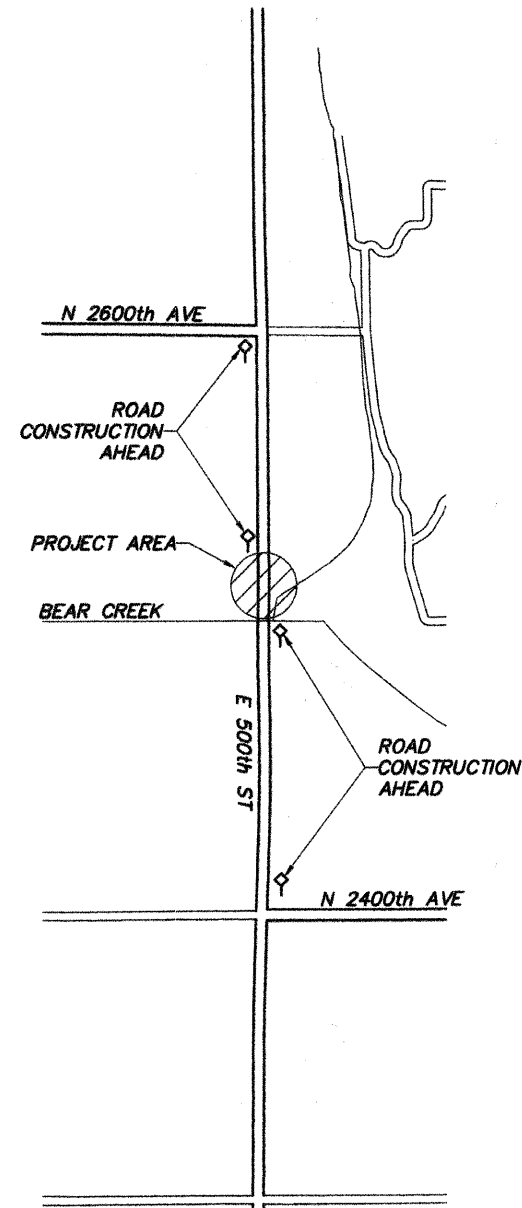 N 2600th AVE
ROAD
CONSTRUCTION
AHEAD
PROJECT AREA
BEAR CREEK
E 500th ST
ROAD
CONSTRUCTION
AHEAD
N 2400th AVE